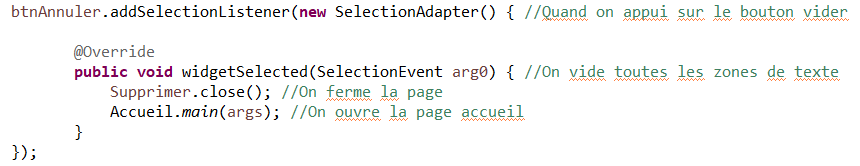 btnAnnuler.addSelectionListener(new SelectionAdapter() { //Quand on appui sur le bouton vider
@Override
public void widgetSelected(SelectionEvent arg0) { //On vide toutes les zones de texte
Supprimer.close(); //On ferme la page
Accueil.main(args); //On ouvre la page accueil
}
});